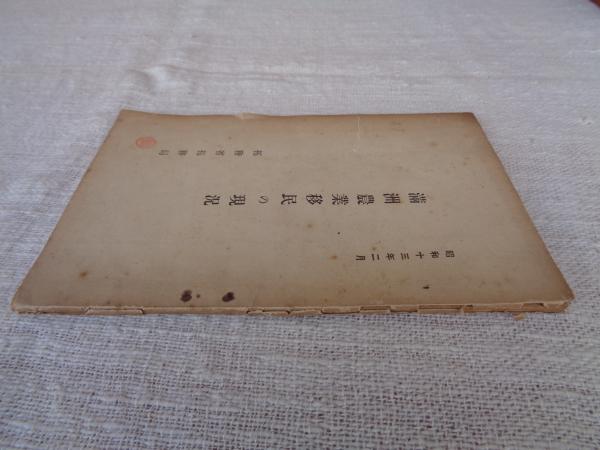 昭和十三年二月
満洲農業移民の現況
拓務省拓務局